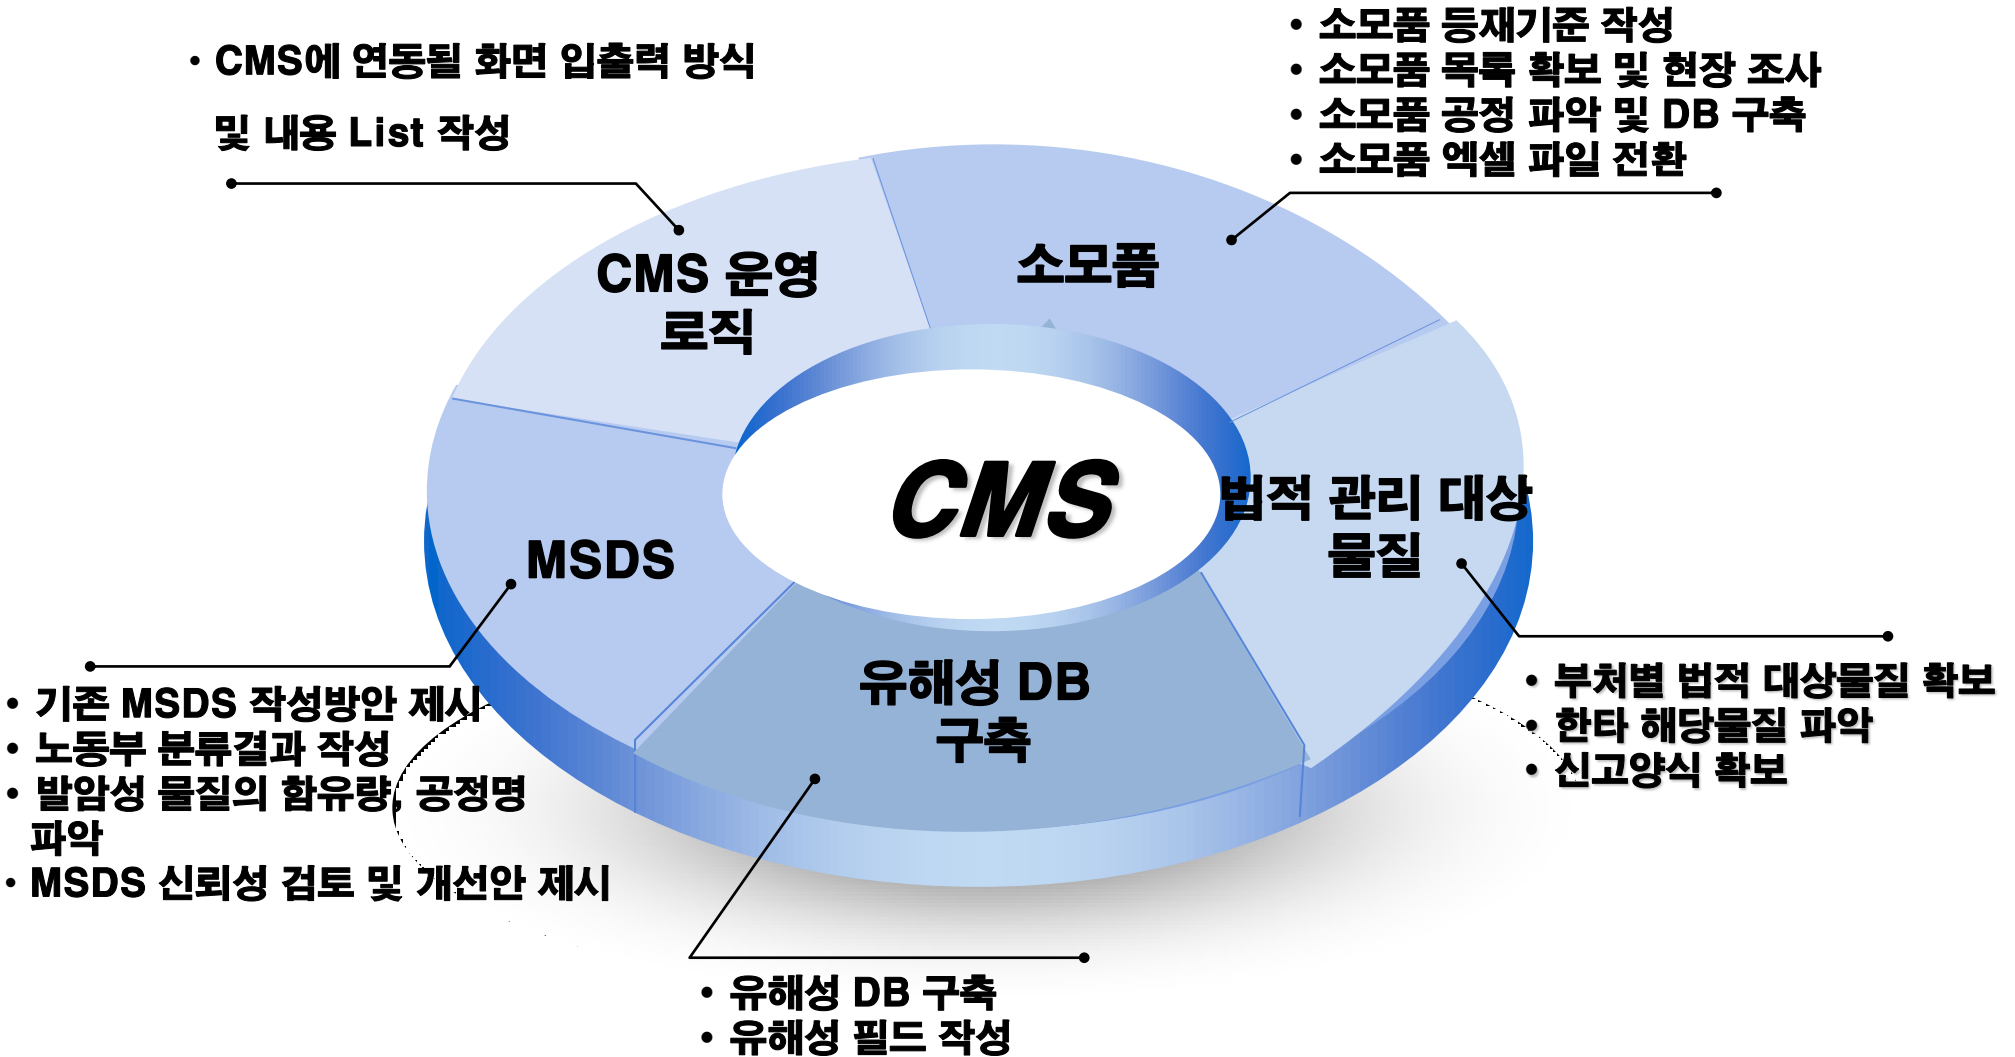 • CMS에 연동될 화면 입출력 방식
및 내용 List 작성
• 소모품 등재기준 작성
• 소모품 목록 확보 및 현장 조사
• 소모품 공정 파악 및 DB 구축
• 소모품 엑셀 파일 전환
CMS 운영
로직
소모품
CMS
MSDS
법적 관리 대상
물질
유해성 DB
구축
• 기존 MSDS 작성방안 제시
• 노동부 분류결과 작성
• 발암성 물질의 함유량, 공정명
파악
• MSDS 신뢰성 검토 및 개선안 제시
• 부처별 법적 대상물질 확보
• 한타 해당물질 파악
• 신고양식 확보
• 유해성 DB 구축
• 유해성 필드 작성